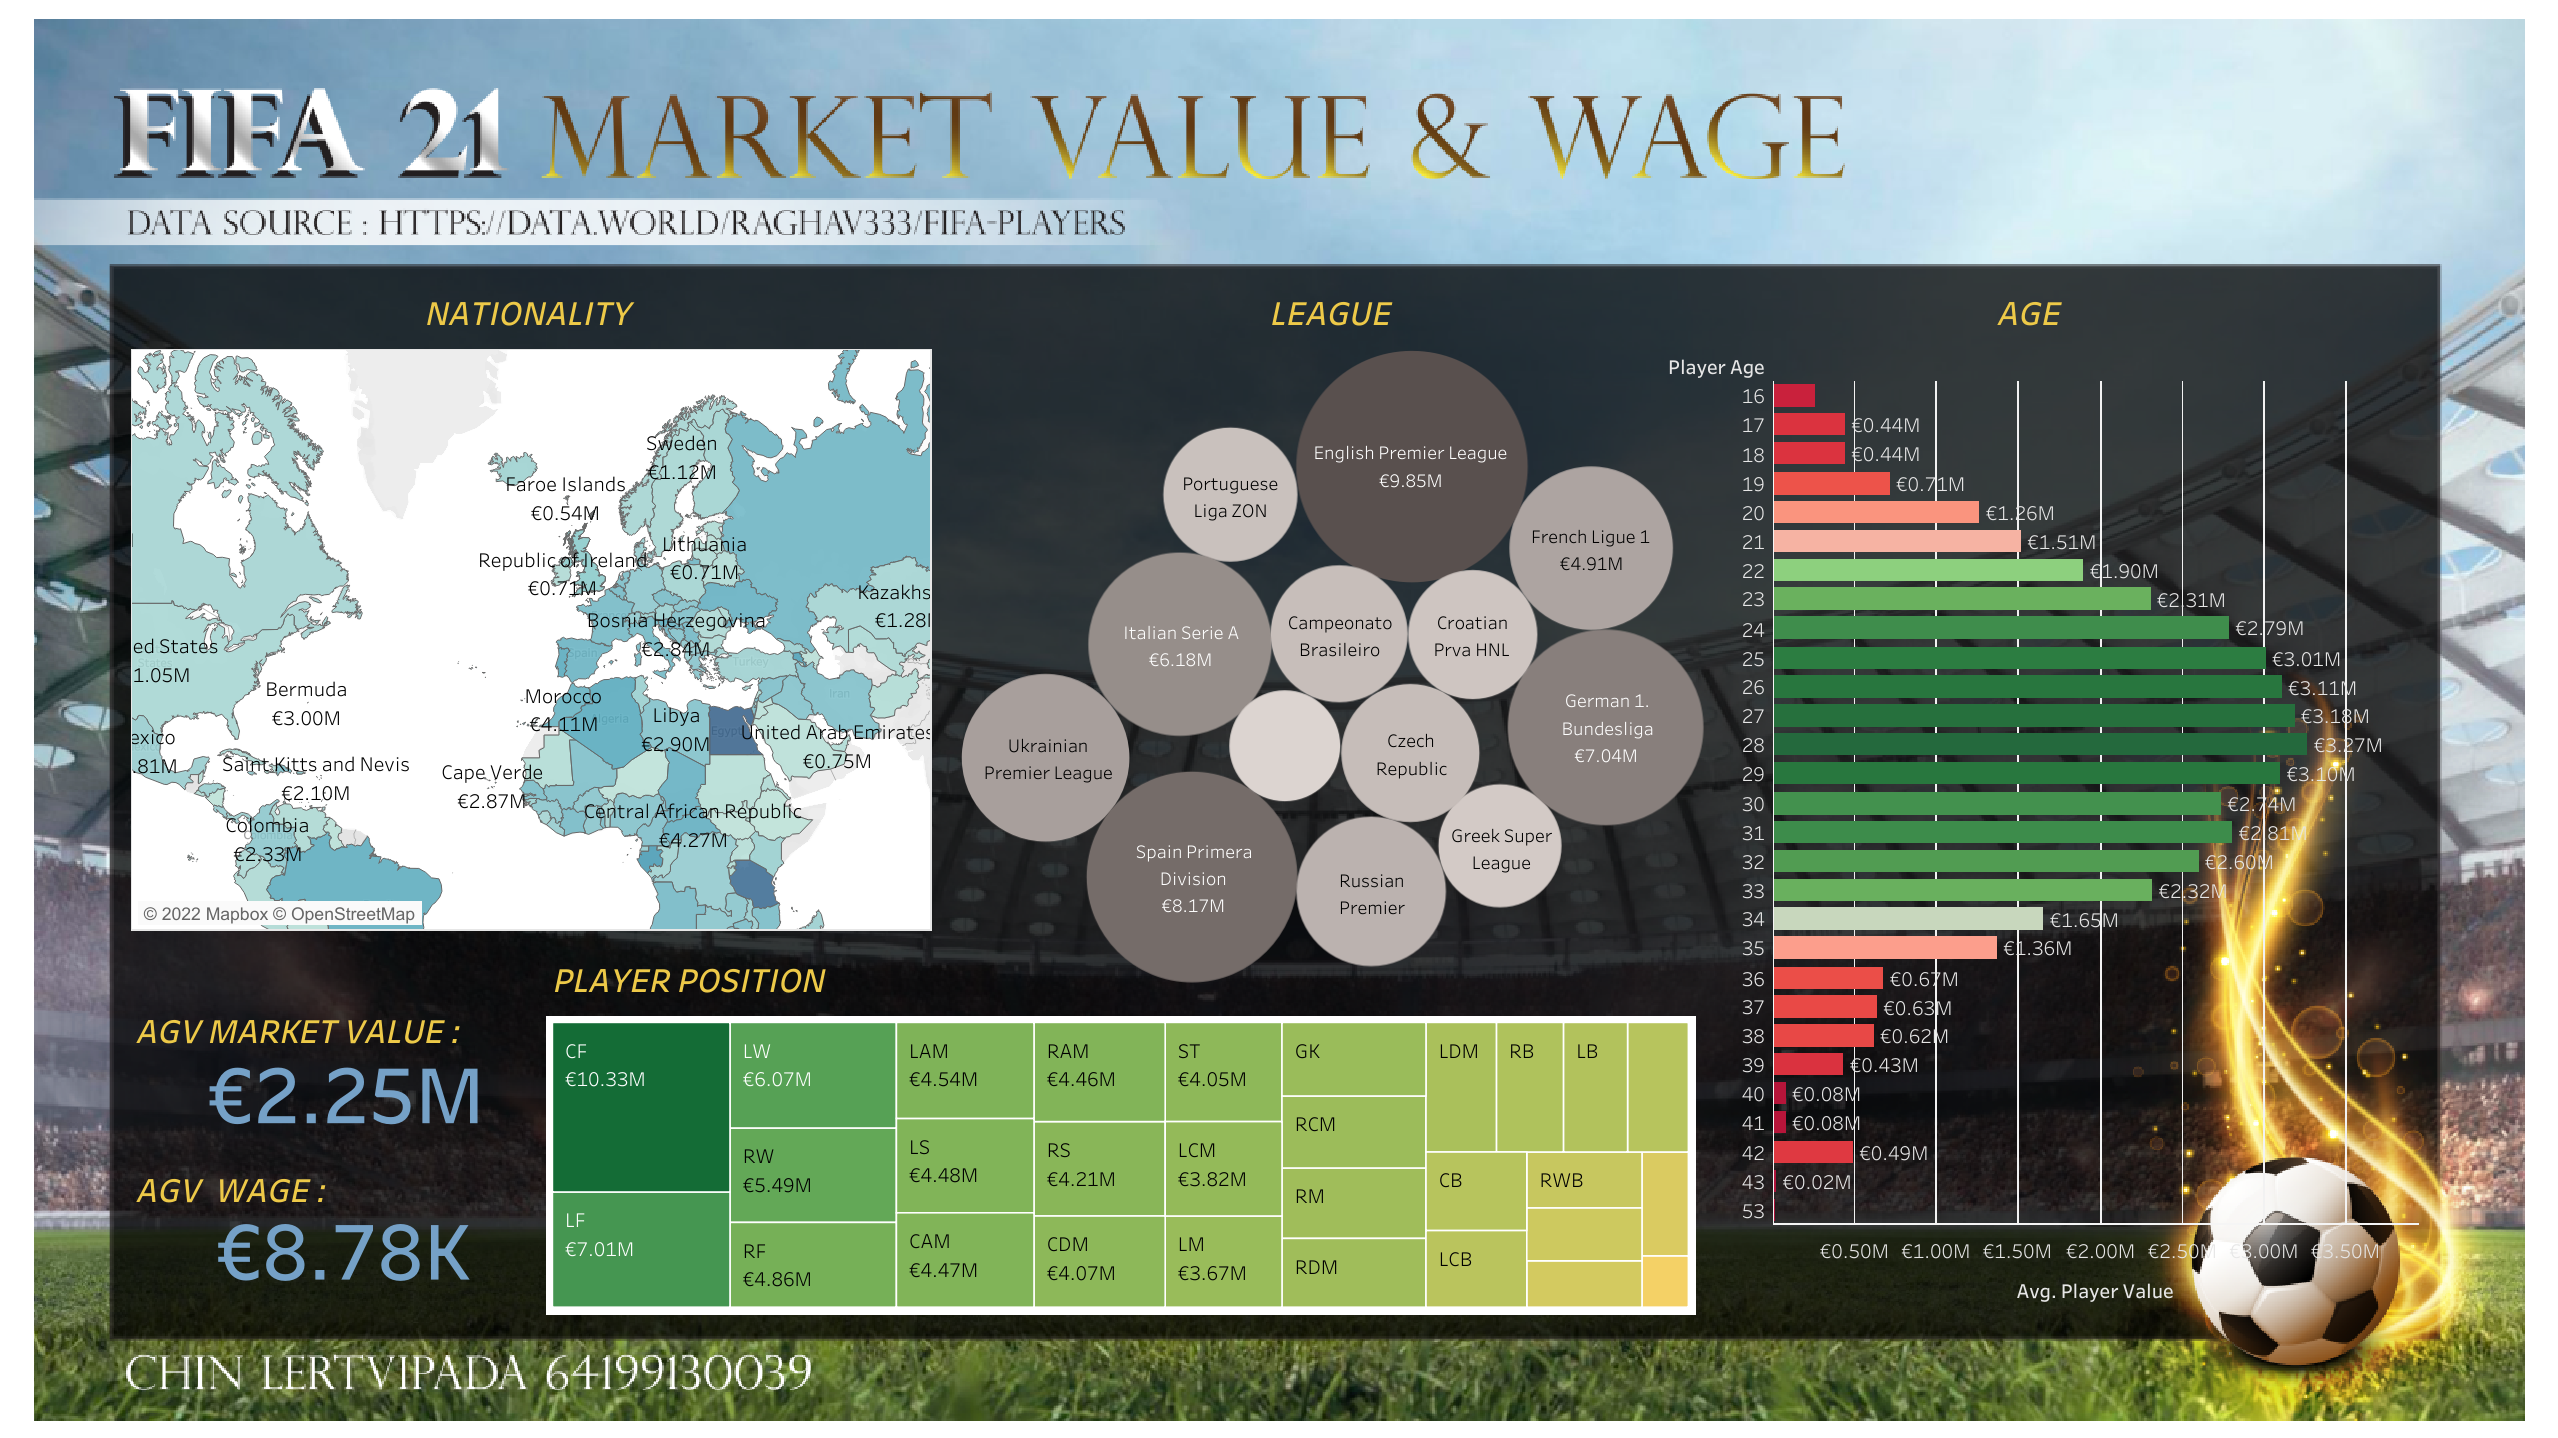 FIFA 21 MARKET VALUE & WAGE
DATA SOURCE : HTTPS://DATA.WORLD/RAGHAV333/FIFA-PLAYERS
NATIONALITY
Sweden
€1.12M
Faroe Islands
€0.54M
Lithuania
€0.71M
Republic of Ireland
€0.71M
Kazakhs
€1.28
Bosnia Herzegovina
€2.84M
ed States
1.05M
Spain
Turkey
Iran
Bermuda
€3.00M
Morocco
€4.11M
Libya
€2.90M
Egypt
United Arab Emirates
€0.75M
exico
.81M
Saint Kitts and Nevis
€2.10M
Cape Verde
€2.87M
Central African Republic
€4.27M
Colombia
€2.33M
© 2022 Mapbox © OpenStreetMap
LEAGUE
English Premier League
€9.85M
Portuguese
Liga ZON
French Ligue 1
€4.91M
Italian Serie A
€6.18M
Campeonato
Brasileiro
Croatian
Prva HNL
German 1.
Bundesliga
€7.04M
Ukrainian
Premier League
Czech
Republic
Spain Primera
Division
€8.17M
Greek Super
League
Russian
Premier
AGE
Player Age
16
17 €0.44M
18 €0.44M
19 €0.71M
20 €1.26M
21 €1.51M
22 €1.90M
23 €2.31M
24 €2.79M
25 €3.01M
26 €3.11M
27 €3.18M
28 €3.27M
29 €3.10M
30 €2.74M
31 €2.81M
32 €2.60M
33 €2.32M
34 €1.65M
35 €1.36M
36 €0.67M
37 €0.63M
38 €0.62M
39 €0.43M
40 €0.08M
41 €0.08M
42 €0.49M
43 €0.02M
53
€0.50M €1.00M €1.50M €2.00M €2.50M €3.00M €3.50M
Avg. Player Value
AGV MARKET VALUE :
€2.25M
AGV WAGE :
€8.78K
PLAYER POSITION
CF
€10.33M
LF
€7.01M
LW
€6.07M
RW
€5.49M
RF
€4.86M
LAM
€4.54M
LS
€4.48M
CAM
€4.47M
RAM
€4.46M
RS
€4.21M
CDM
€4.07M
ST
€4.05M
LCM
€3.82M
LM
€3.67M
GK
RCM
RM
RDM
LDM
RB
LB
CB
LCB
RWB
CHIN LERTVIPADA 64199130039